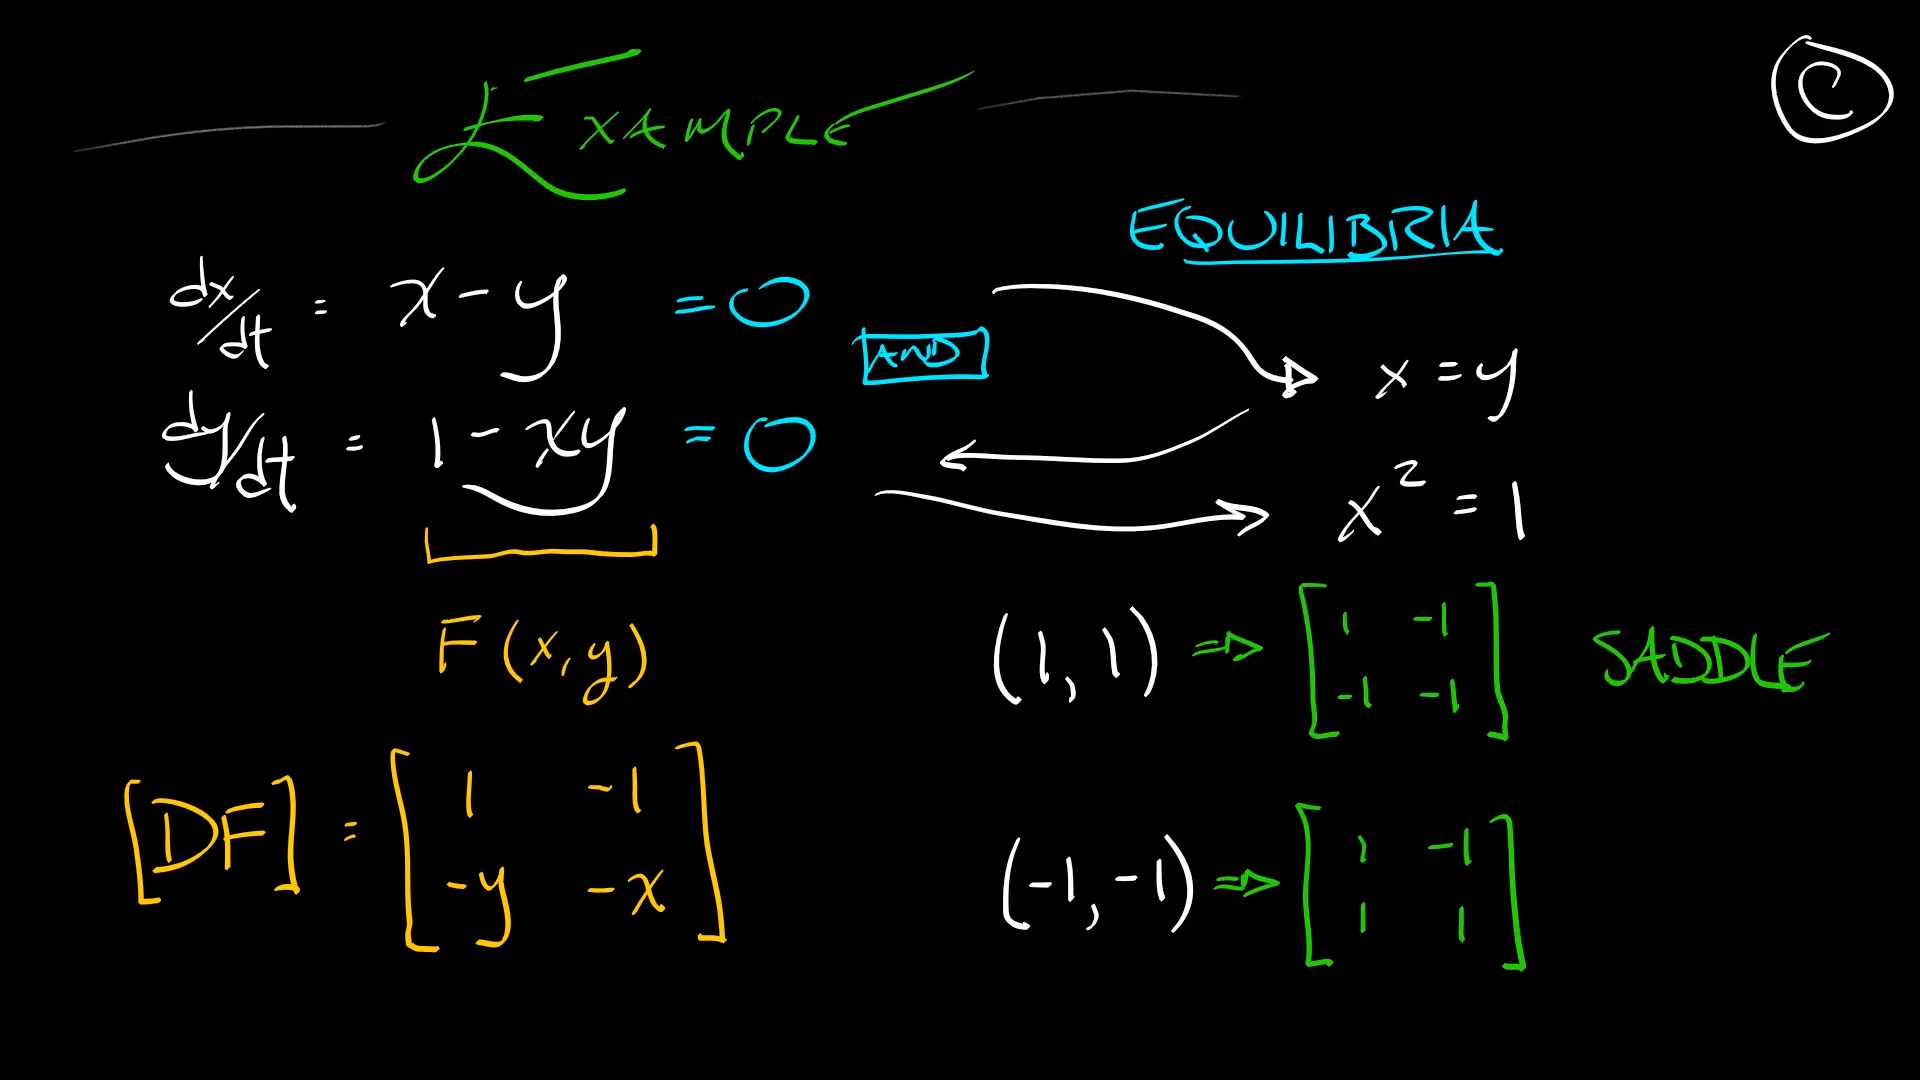 EXAMPLE
©
EQUILIBRIA
dx/dt = x - y = 0
AND
x = y
dy/dt = 1 - xy = 0
x² = 1
F(x,y)
(1, 1) ⇒ [1 -1
-1 -1] SADDLE
[DF] = [1 -1
-y -x]
(-1, -1) ⇒ [1 -1
1 1]